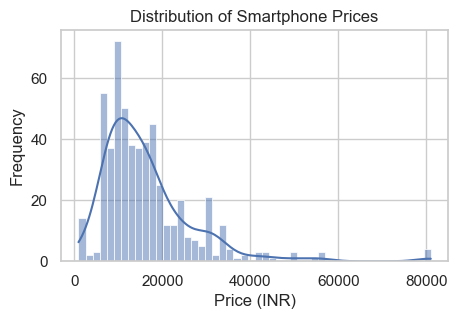 Distribution of Smartphone Prices
Frequency
60
40
20
0
0 20000 40000 60000 80000
Price (INR)